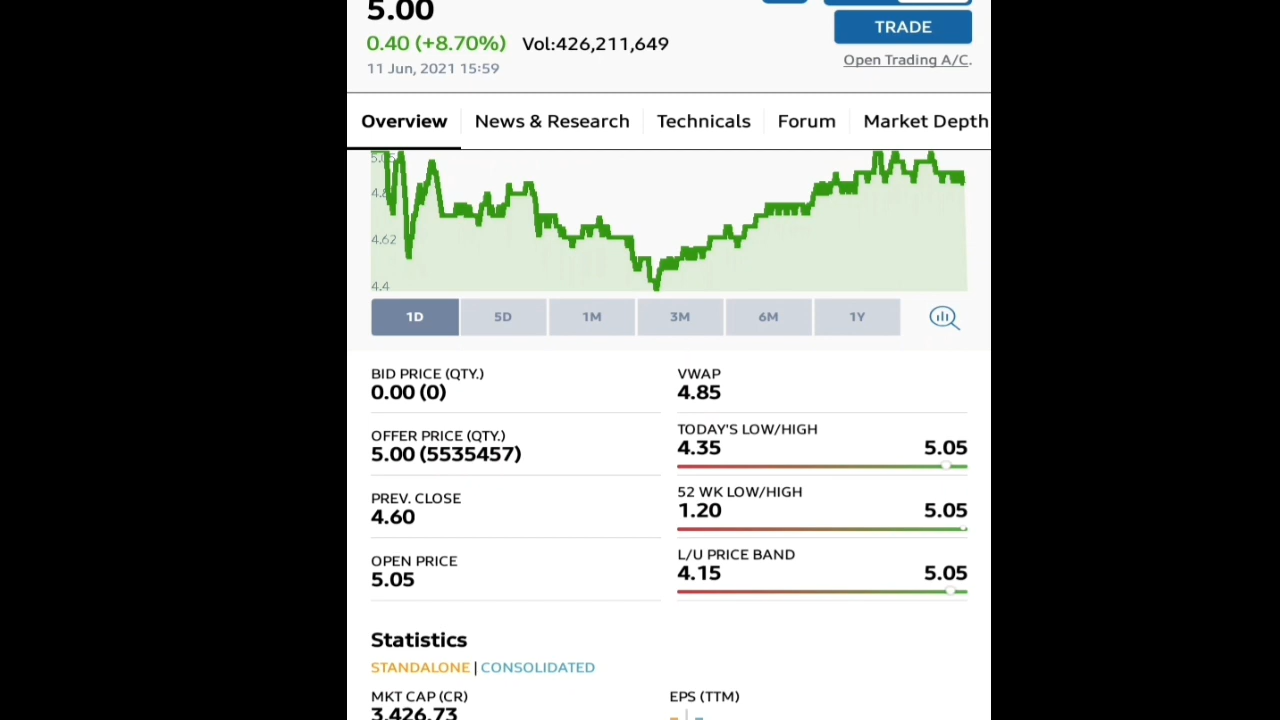 5.00
TRADE
0.40 (+8.70%) Vol:426,211,649
Open Trading A/C.
11 Jun, 2021 15:59
Overview News & Research Technicals Forum Market Depth
5.05
4.62
4.4
1D 5D 1M 3M 6M 1Y
BID PRICE (QTY.) VWAP
0.00 (0) 4.85
OFFER PRICE (QTY.) TODAY'S LOW/HIGH
5.00 (5535457) 4.35 5.05
PREV. CLOSE 52 WK LOW/HIGH
4.60 1.20 5.05
OPEN PRICE L/U PRICE BAND
5.05 4.15 5.05
Statistics
STANDALONE | CONSOLIDATED
MKT CAP (CR) EPS (TTM)
3,426.73